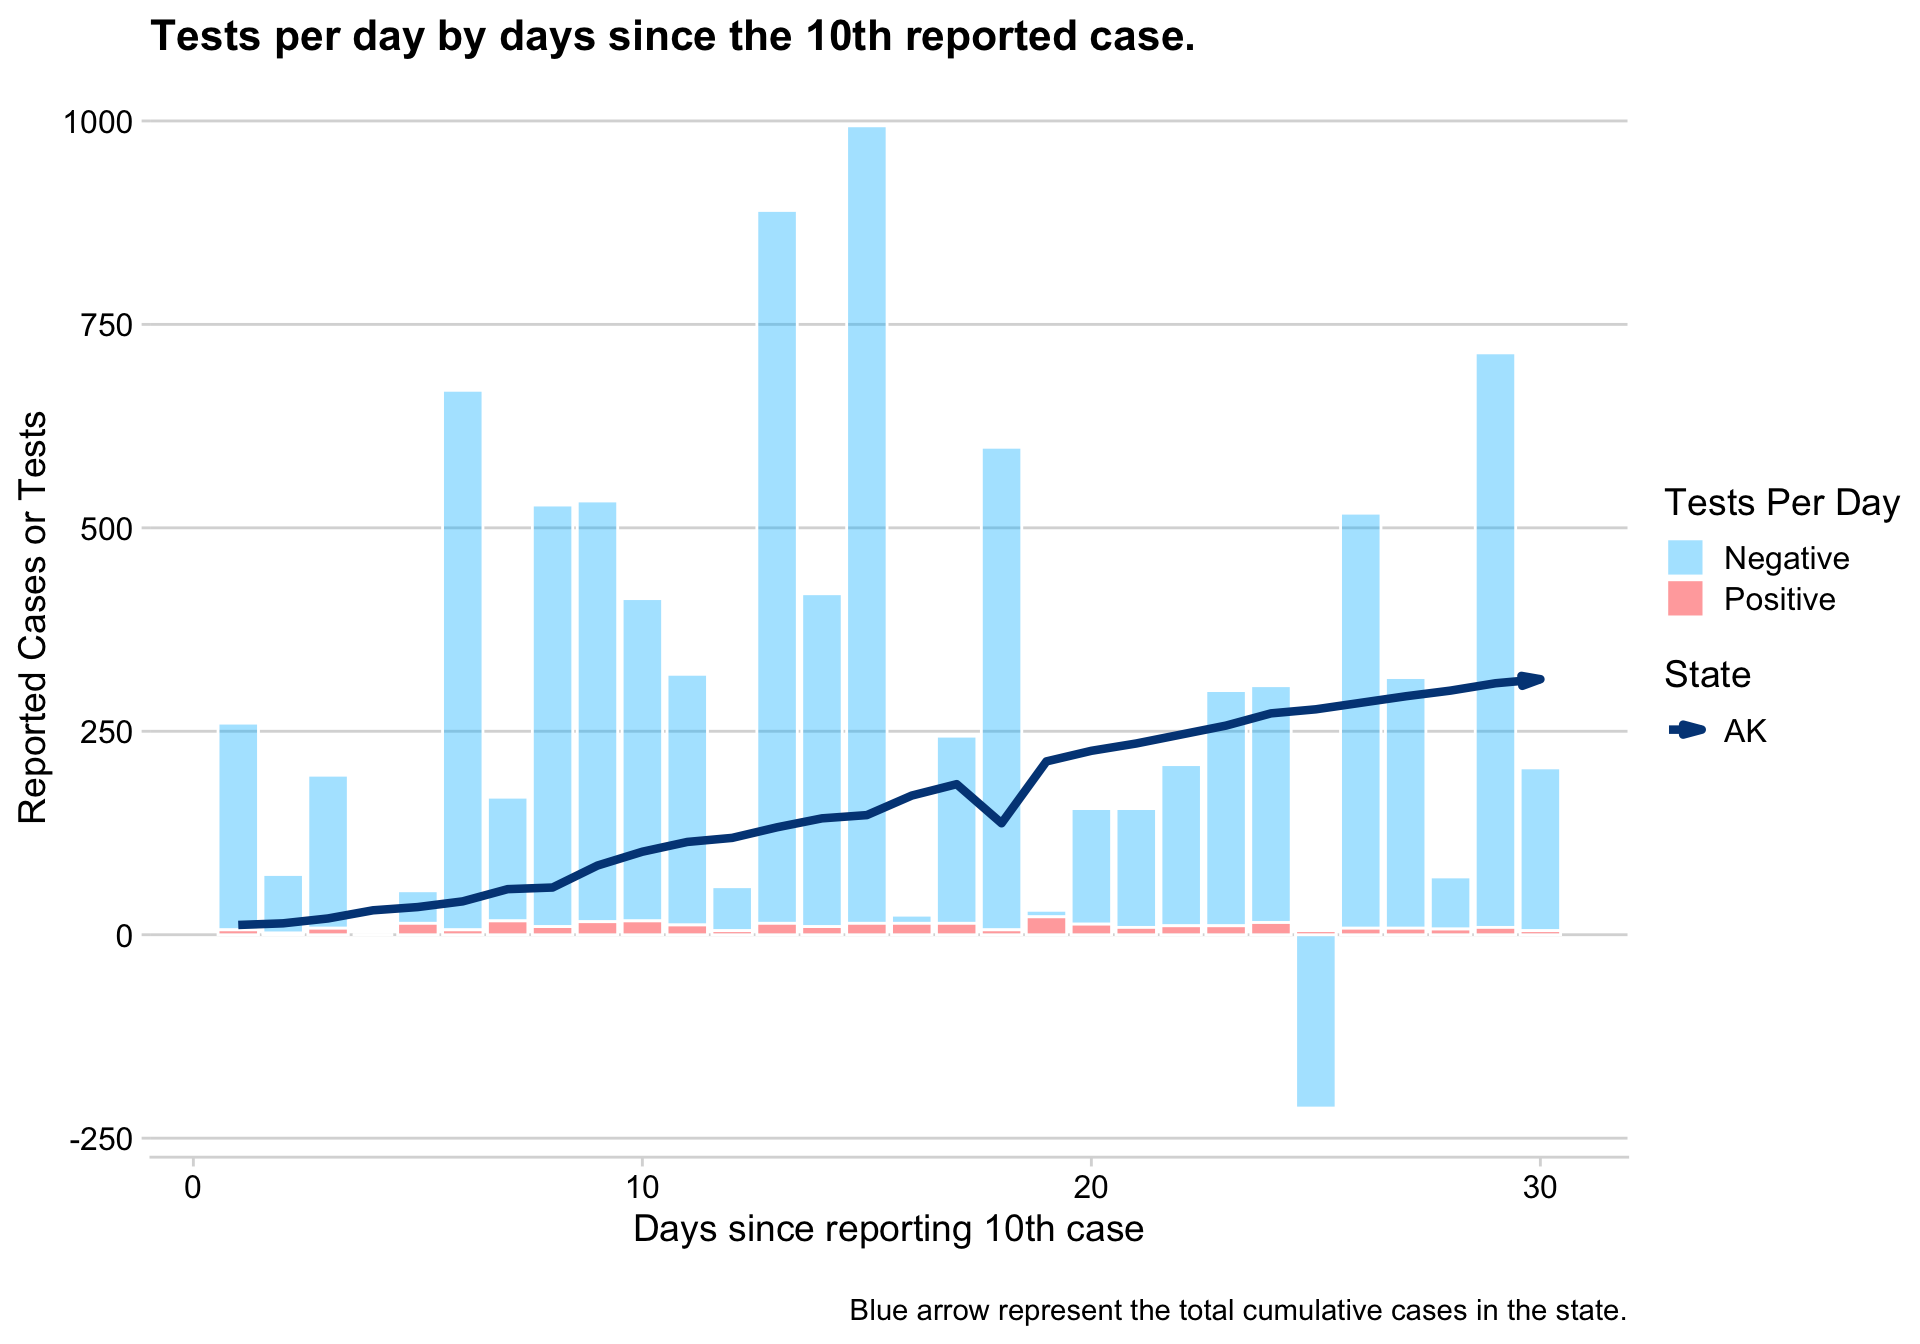 Tests per day by days since the 10th reported case.
Reported Cases or Tests
1000
750
500
250
0
-250
0 10 20 30
Days since reporting 10th case
Tests Per Day
Negative
Positive
State
AK
Blue arrow represent the total cumulative cases in the state.